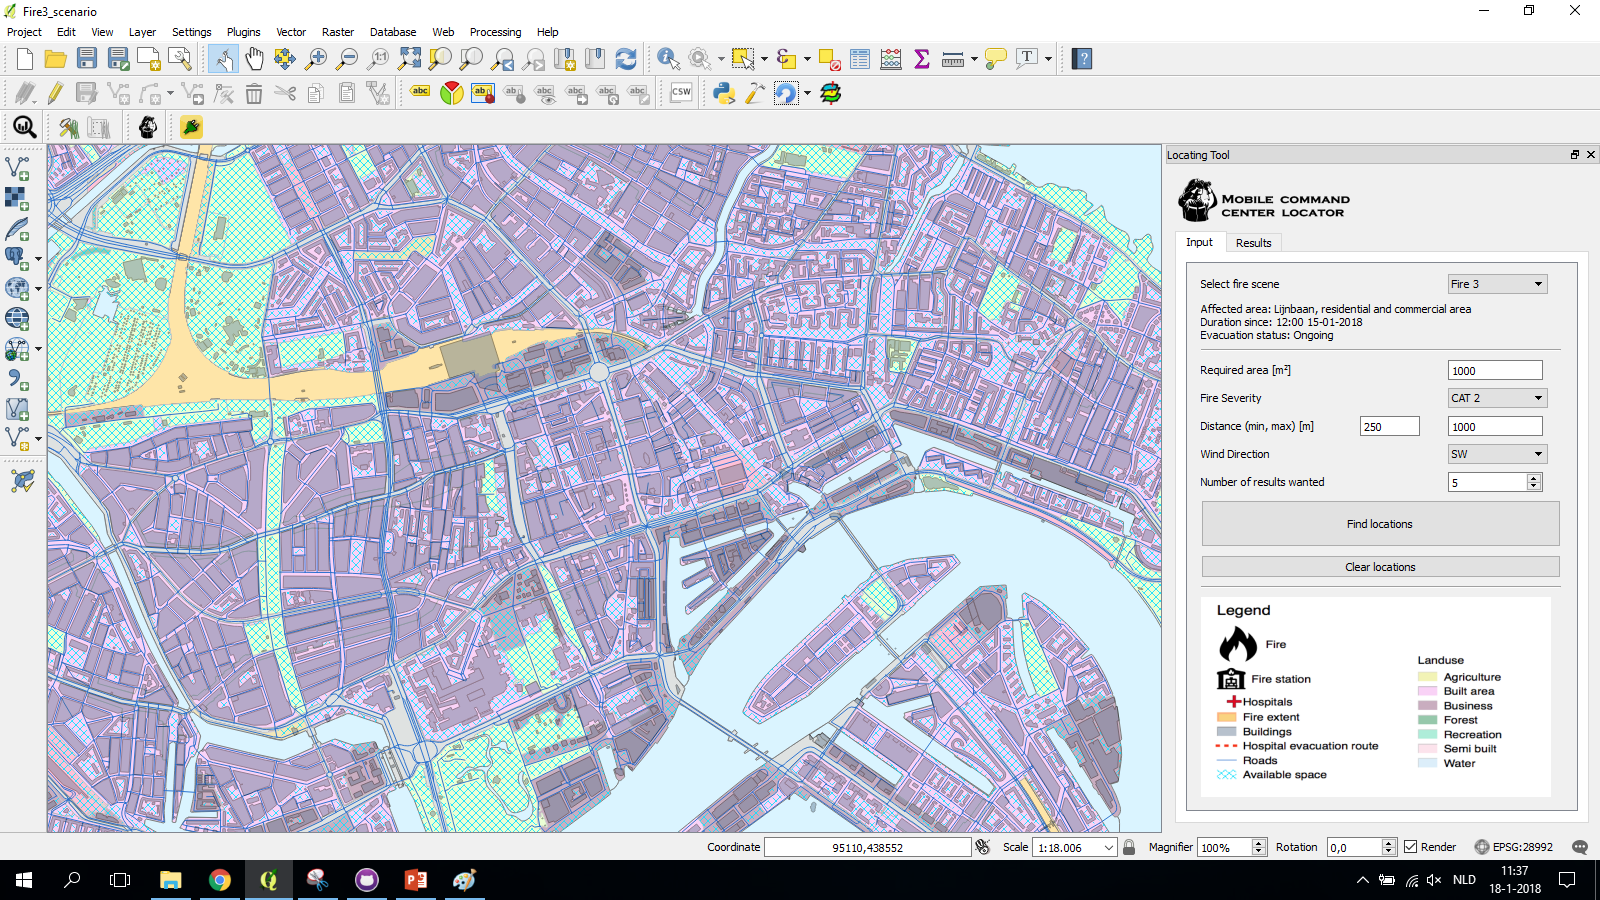 Fire3_scenario
Project Edit View Layer Settings Plugins Vector Raster Database Web Processing Help
1:1
T
?
abc abc abc abc abc abc abc CSW
Locating Tool
MOBILE COMMAND
CENTER LOCATOR
Input Results
Select fire scene Fire 3
Affected area: Lijnbaan, residential and commercial area
Duration since: 12:00 15-01-2018
Evacuation status: Ongoing
Required area [m²] 1000
Fire Severity CAT 2
Distance (min, max) [m] 250 1000
Wind Direction SW
Number of results wanted 5
Find locations
Clear locations
Legend
Fire
Fire station
Hospitals
Fire extent
Buildings
Hospital evacuation route
Roads
Available space
Landuse
Agriculture
Built area
Business
Forest
Recreation
Semi built
Water
Coordinate 95110,438552 Scale 1:18.006 Magnifier 100% Rotation 0,0 Render EPSG:28992
NLD
11:37
18-1-2018